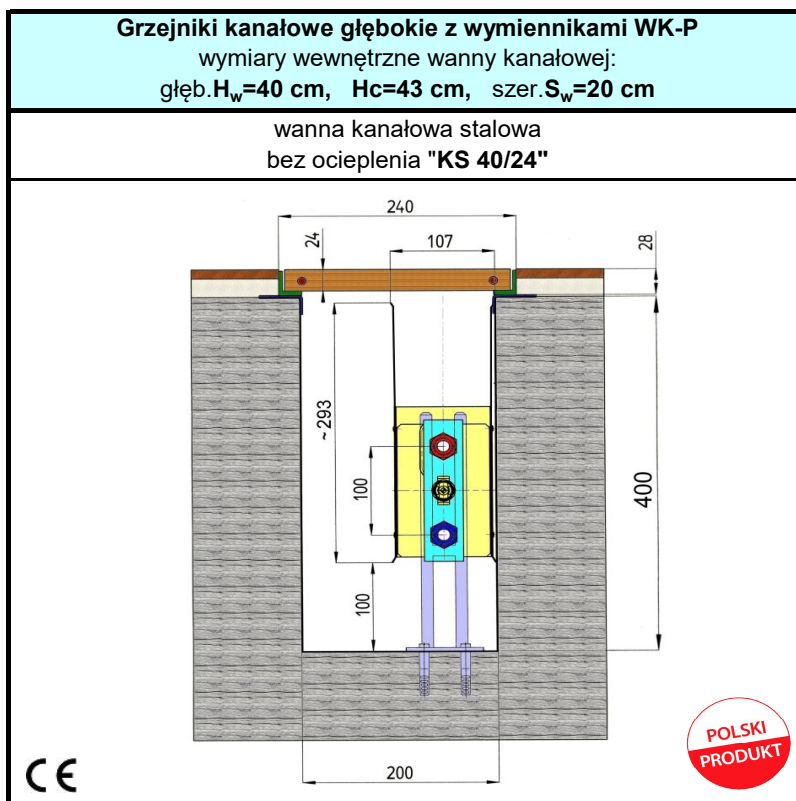 Grzejniki kanałowe głębokie z wymiennikami WK-P
wymiary wewnętrzne wanny kanałowej:
głęb.Hw=40 cm, Hc=43 cm, szer.Sw=20 cm
wanna kanałowa stalowa
bez ocieplenia "KS 40/24"
240
24
107
28
~293
100
400
100
200
CE
POLSKI
PRODUKT